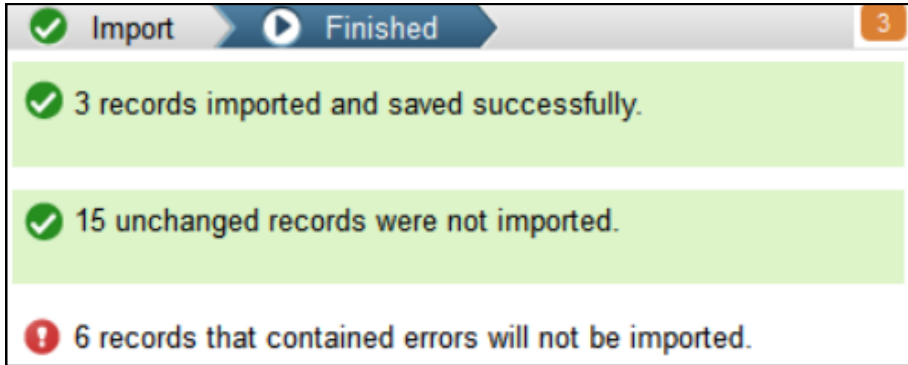 Import Finished 3
3 records imported and saved successfully.
15 unchanged records were not imported.
6 records that contained errors will not be imported.